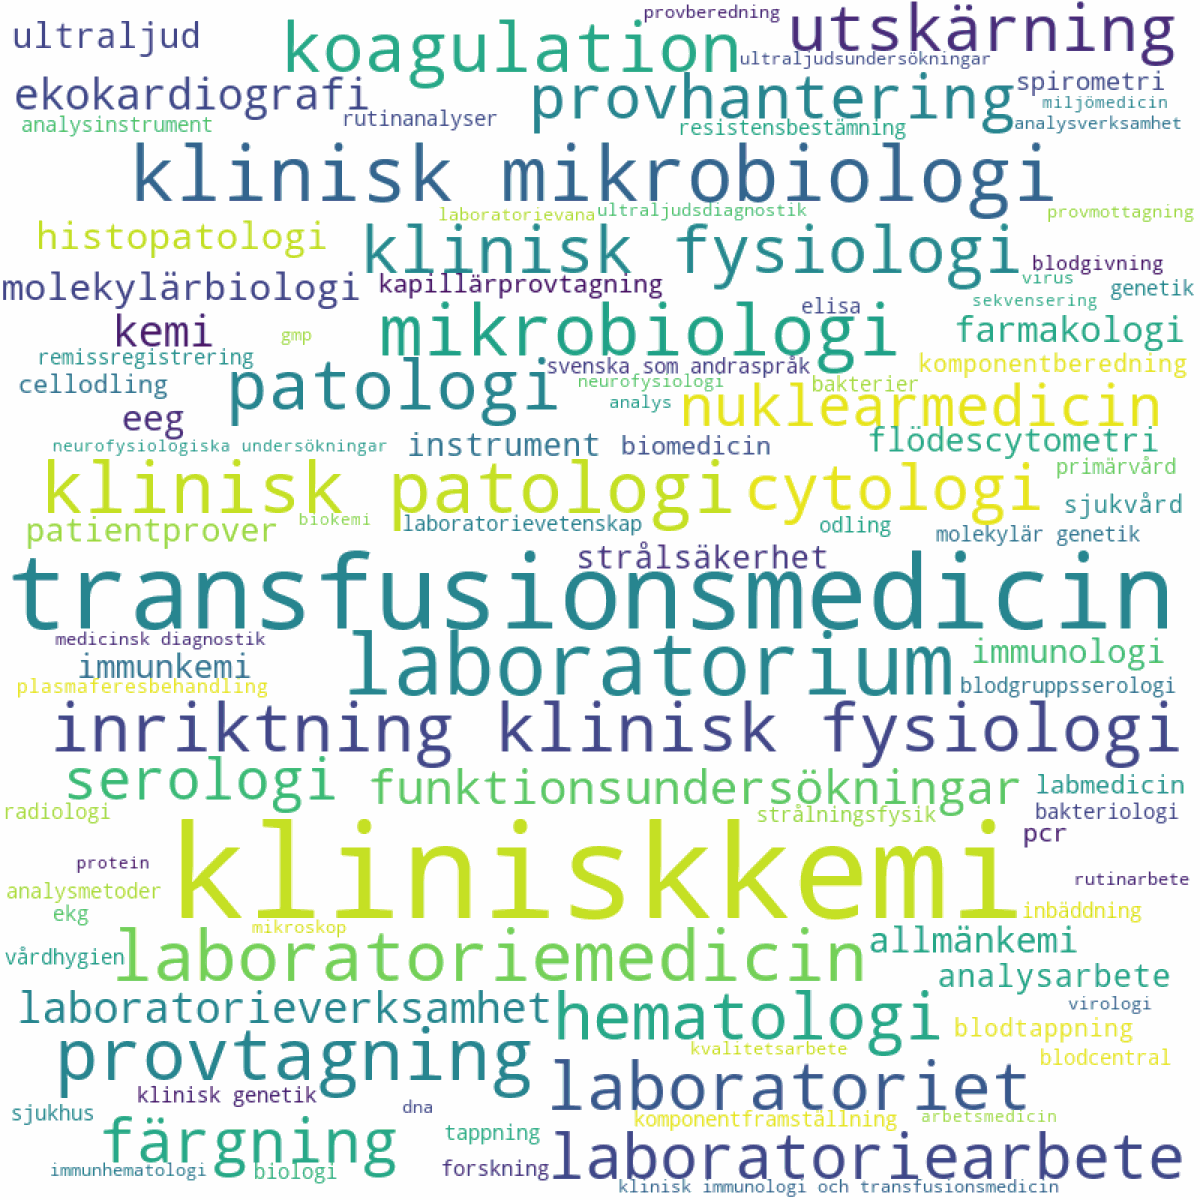 provberedning
utskärning
ultraljud
koagulation
ultraljudsundersökningar
ekokardiografi
provhantering
spirometri
miljömedicin
analysinstrument
rutinanalyser
resistensbestämning
analysverksamhet
klinisk mikrobiologi
laboratorievana
ultraljudsdiagnostik
provmottagning
histopatologi
klinisk fysiologi
blodgivning
molekylärbiologi
kapillärprovtagning
virus
genetik
sekvensering
elisa
kemi
gmp
mikrobiologi
farmakologi
remissregistrering
svenska som andraspråk
komponentberedning
cellodling
patologi
neurofysiologi
bakterier
analys
nuklearmedicin
eeg
neurofysiologiska undersökningar
instrument
biomedicin
flödescytometri
klinisk patologi
cytologi
primärvård
sjukvård
patientprover
biokemi
laboratorievetenskap
odling
molekylär genetik
strålsäkerhet
transfusionsmedicin
medicinsk diagnostik
immunkemi
laboratorium
immunologi
plasmaferesbehandling
blodgruppsserologi
inriktning klinisk fysiologi
serologi
funktionsundersökningar
labmedicin
radiologi
strålningsfysik
bakteriologi
pcr
protein
kliniskkemi
rutinarbete
analysmetoder
ekg
mikroskop
inbäddning
vårdhygien
laboratoriemedicin
allmänkemi
analysarbete
laboratorieverksamhet
hematologi
virologi
blodtappning
provtagning
kvalitetsarbete
blodcentral
klinisk genetik
laboratoriet
sjukhus
dna
komponentframställning
arbetsmedicin
färgning
tappning
immunhematologi
biologi
forskning
laboratoriearbete
klinisk immunologi och transfusionsmedicin